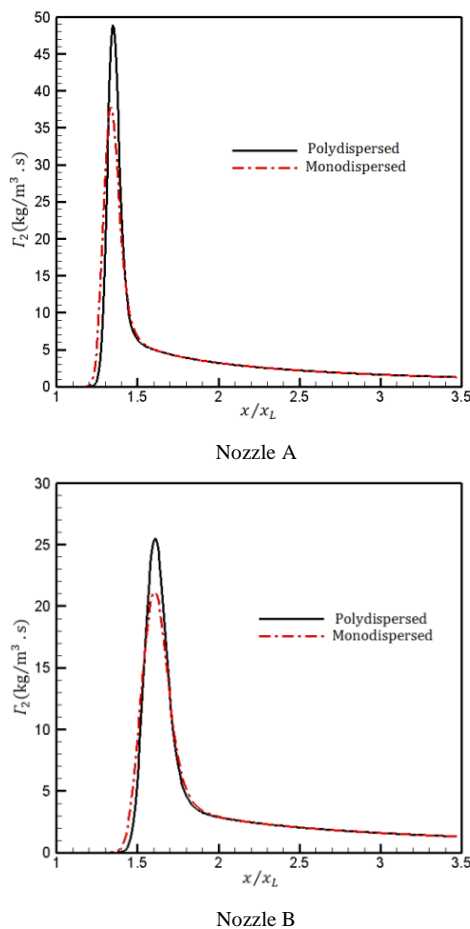 50
45
40
35
30
25
20
15
10
5
0
Γ₂(kg/m³ . s)
Polydispersed
Monodispersed
1 1.5 2 2.5 3 3.5
x/x_L
Nozzle A
30
25
20
15
10
5
0
Γ₂(kg/m³ . s)
Polydispersed
Monodispersed
1 1.5 2 2.5 3 3.5
x/x_L
Nozzle B